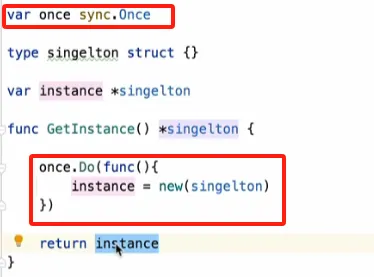 var once sync.Once
type singelton struct {}
var instance *singelton
func GetInstance() *singelton {
once.Do(func(){
instance = new(singelton)
})
return instance
}